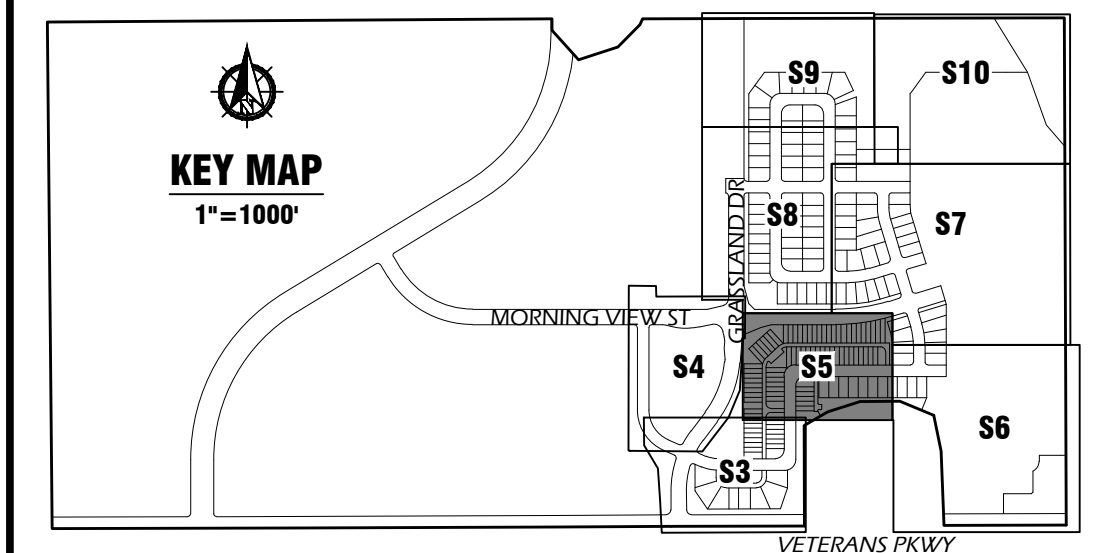 S9
S10
N
KEY MAP
1"=1000'
GRASSLAND DR
S8
S7
MORNING VIEW ST
S4
S5
S6
S3
VETERANS PKWY